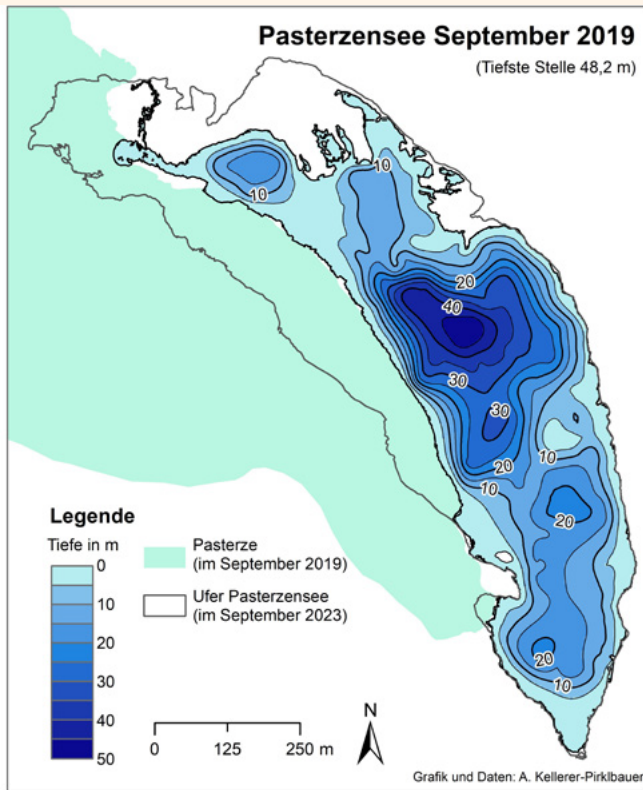 Pasterzensee September 2019
(Tiefste Stelle 48,2 m)
10
10
20
40
30
30
20
10
10
20
20
10
Legende
Tiefe in m
0
10
20
30
40
50
Pasterze
(im September 2019)
Ufer Pasterzensee
(im September 2023)
0 125 250 m
N
Grafik und Daten: A. Kellerer-Pirklbauer